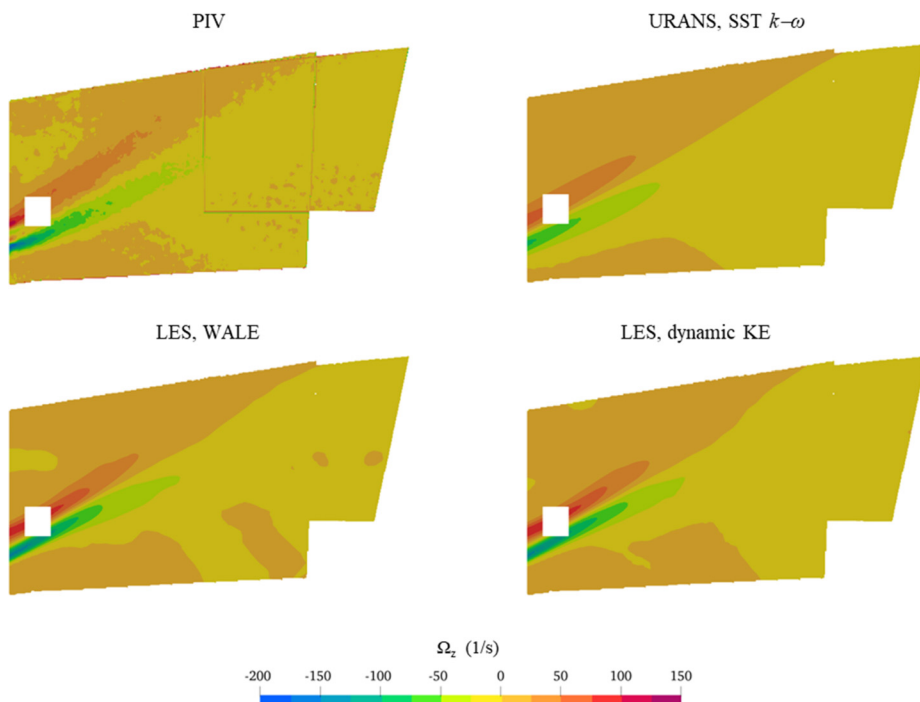 PIV
URANS, SST k–ω
LES, WALE
LES, dynamic KE
Ωz (1/s)
-200 -150 -100 -50 0 50 100 150